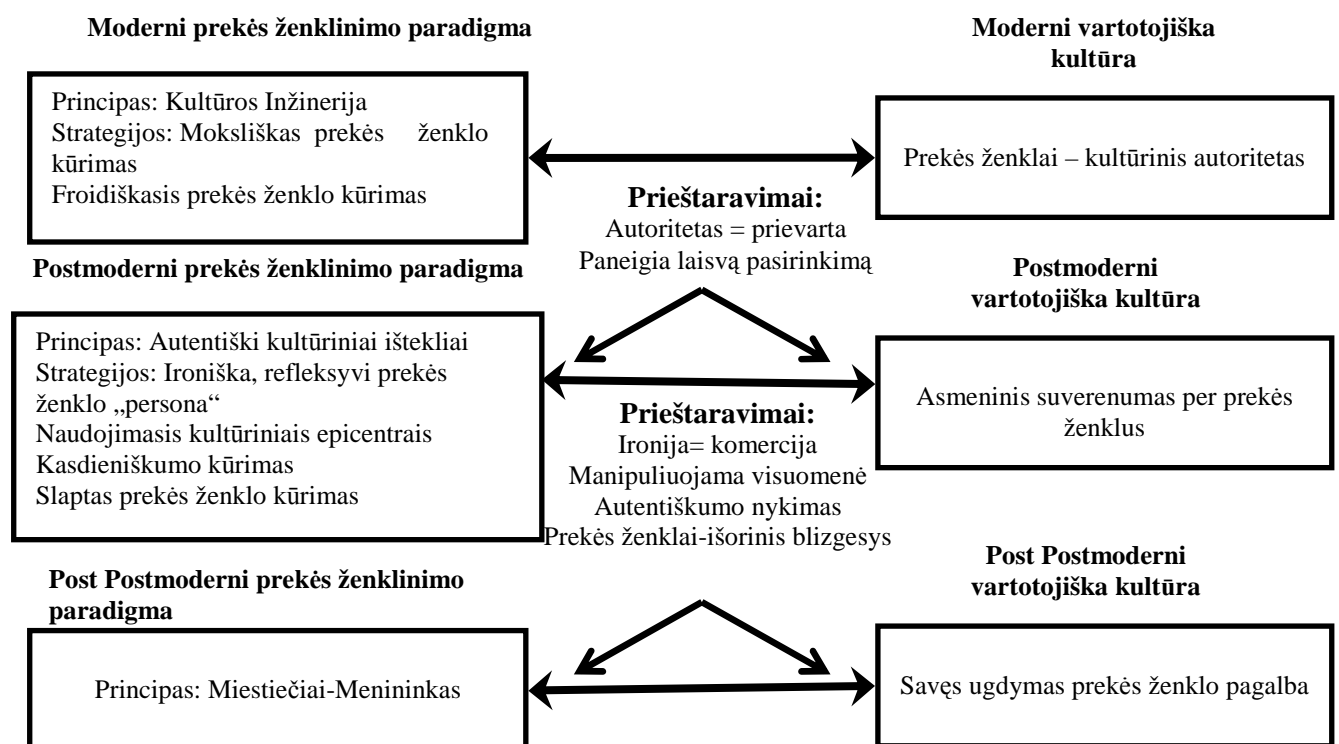 Moderni prekės ženklinimo paradigma
Moderni vartotojiška
kultūra
Principas: Kultūros Inžinerija
Strategijos: Moksliškas prekės ženklo
kūrimas
Froidiškasis prekės ženklo kūrimas
Prekės ženklai – kultūrinis autoritetas
Prieštaravimai:
Autoritetas = prievarta
Paneigia laisvą pasirinkimą
Postmoderni prekės ženklinimo paradigma
Postmoderni
vartotojiška kultūra
Principas: Autentiški kultūriniai ištekliai
Strategijos: Ironiška, refleksyvi prekės
ženklo „persona“
Naudojimasis kultūriniais epicentrais
Kasdieniškumo kūrimas
Slaptas prekės ženklo kūrimas
Asmeninis suverenumas per prekės
ženklus
Prieštaravimai:
Ironija= komercija
Manipuliuojama visuomenė
Autentiškumo nykimas
Prekės ženklai-išorinis blizgesys
Post Postmoderni prekės ženklinimo
paradigma
Post Postmoderni
vartotojiška kultūra
Principas: Miestiečiai-Menininkas
Savęs ugdymas prekės ženklo pagalba